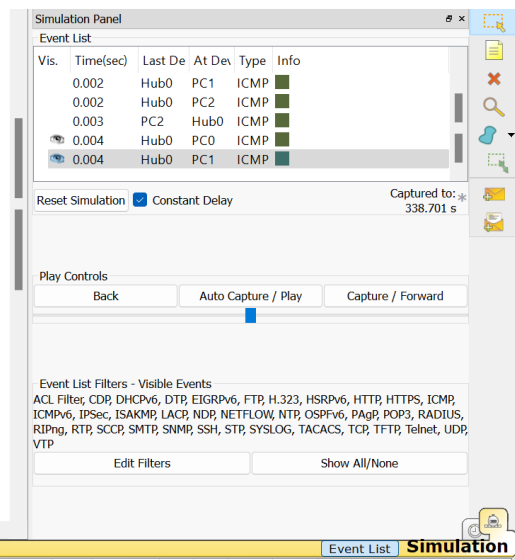 Simulation Panel
Event List
Vis. Time(sec) Last De At Dev Type Info
0.002 Hub0 PC1 ICMP
0.002 Hub0 PC2 ICMP
0.003 PC2 Hub0 ICMP
0.004 Hub0 PC0 ICMP
0.004 Hub0 PC1 ICMP
Reset Simulation Constant Delay Captured to: *
338.701 s
Play Controls
Back Auto Capture / Play Capture / Forward
Event List Filters - Visible Events
ACL Filter, CDP, DHCPv6, DTP, EIGRPv6, FTP, H.323, HSRPv6, HTTP, HTTPS, ICMP,
ICMPv6, IPSec, ISAKMP, LACP, NDP, NETFLOW, NTP, OSPFv6, PAgP, POP3, RADIUS,
RIPng, RTP, SCCP, SMTP, SNMP, SSH, STP, SYSLOG, TACACS, TCP, TFTP, Telnet, UDP,
VTP
Edit Filters Show All/None
Event List Simulation